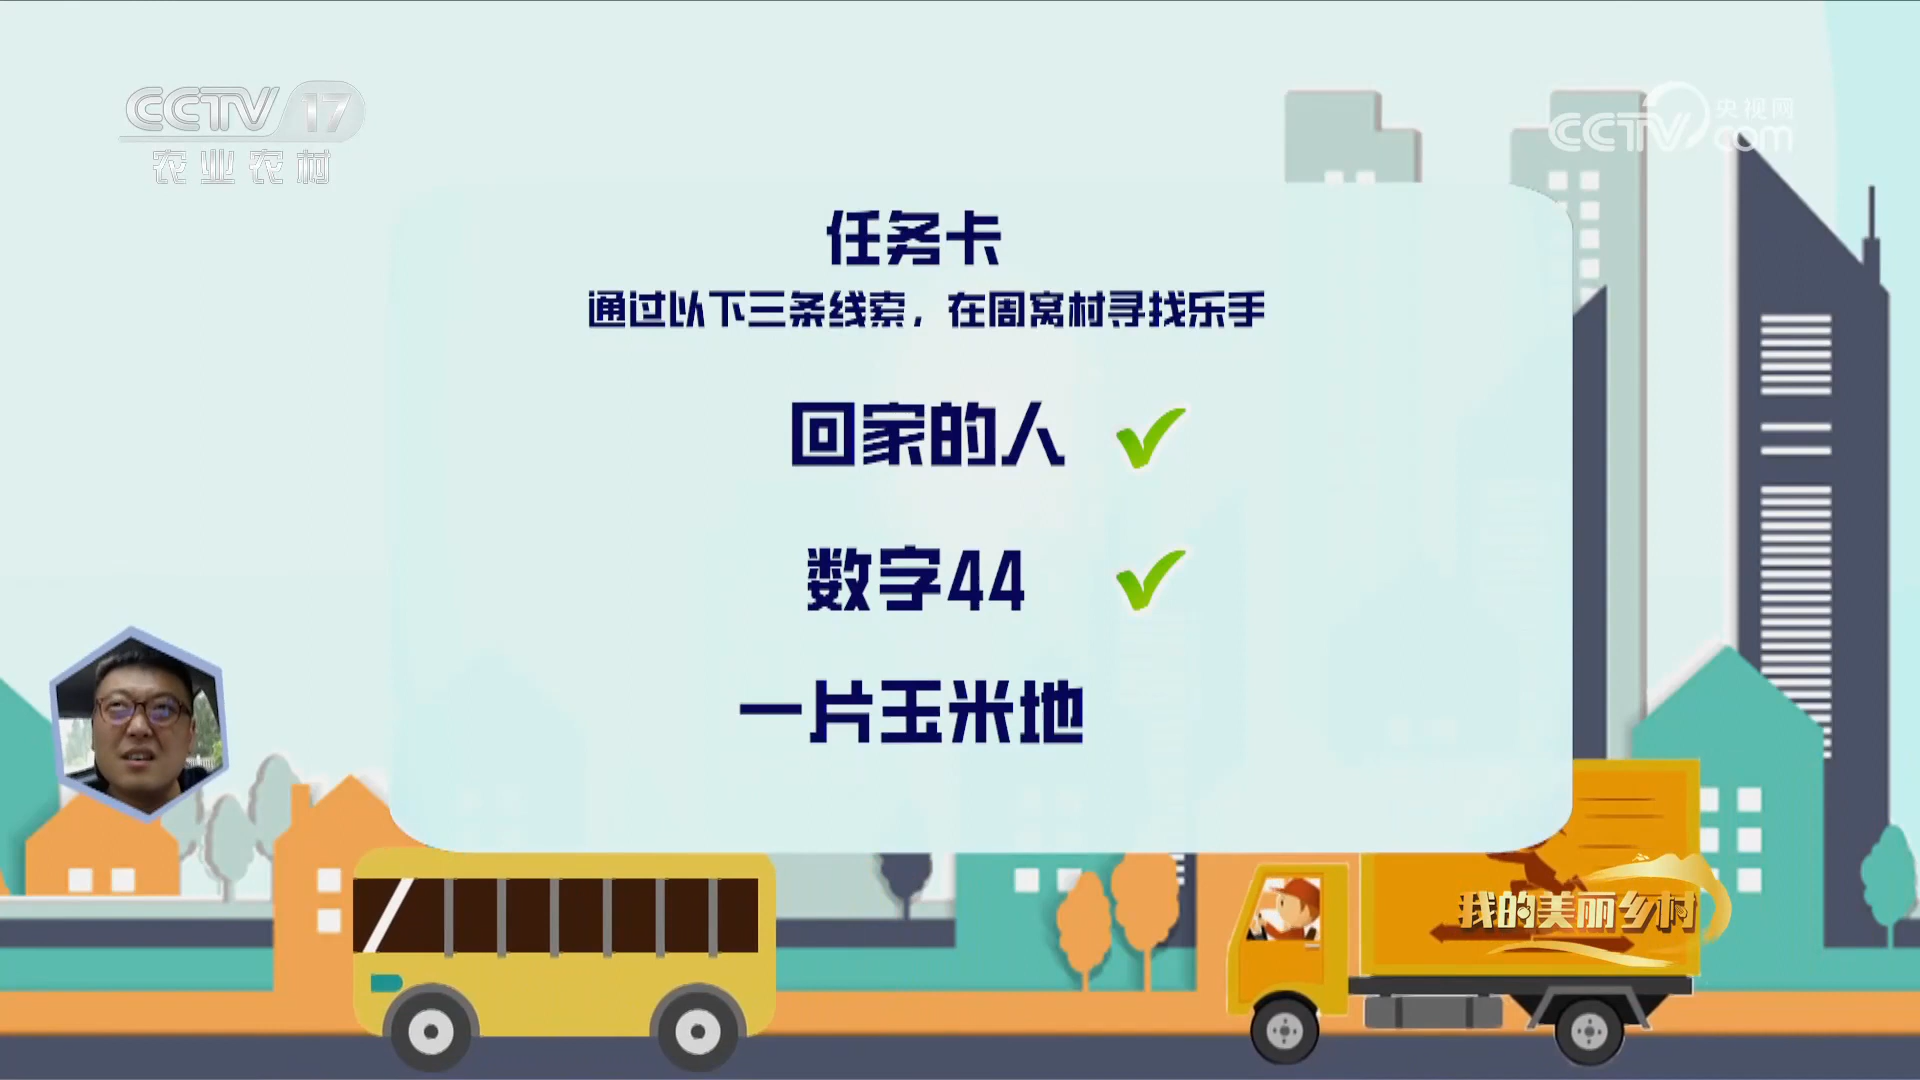 CCTV 17
农业农村
央视网
CCTV.com
任务卡
通过以下三条线索，在周窝村寻找乐手
回家的人
数字44
一片玉米地
我的美丽乡村